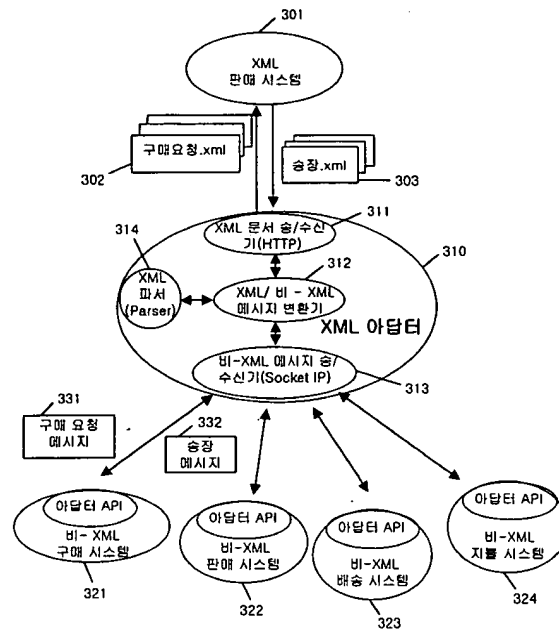 301
XML
판매 시스템
구매요청.xml
302
송장.xml
303
311
XML 문서 송/수신
기(HTTP)
310
314
XML
파서
(Parser)
312
XML/ 비 - XML
메시지 변환기
XML 아답터
비-XML 메시지 송/
수신기(Socket IP)
313
331
구매 요청
메시지
332
송장
메시지
아답터 API
비- XML
구매 시스템
321
아답터 API
비-XML
판매 시스템
322
아답터 API
비-XML
배송 시스템
323
아답터 API
비-XML
지불 시스템
324